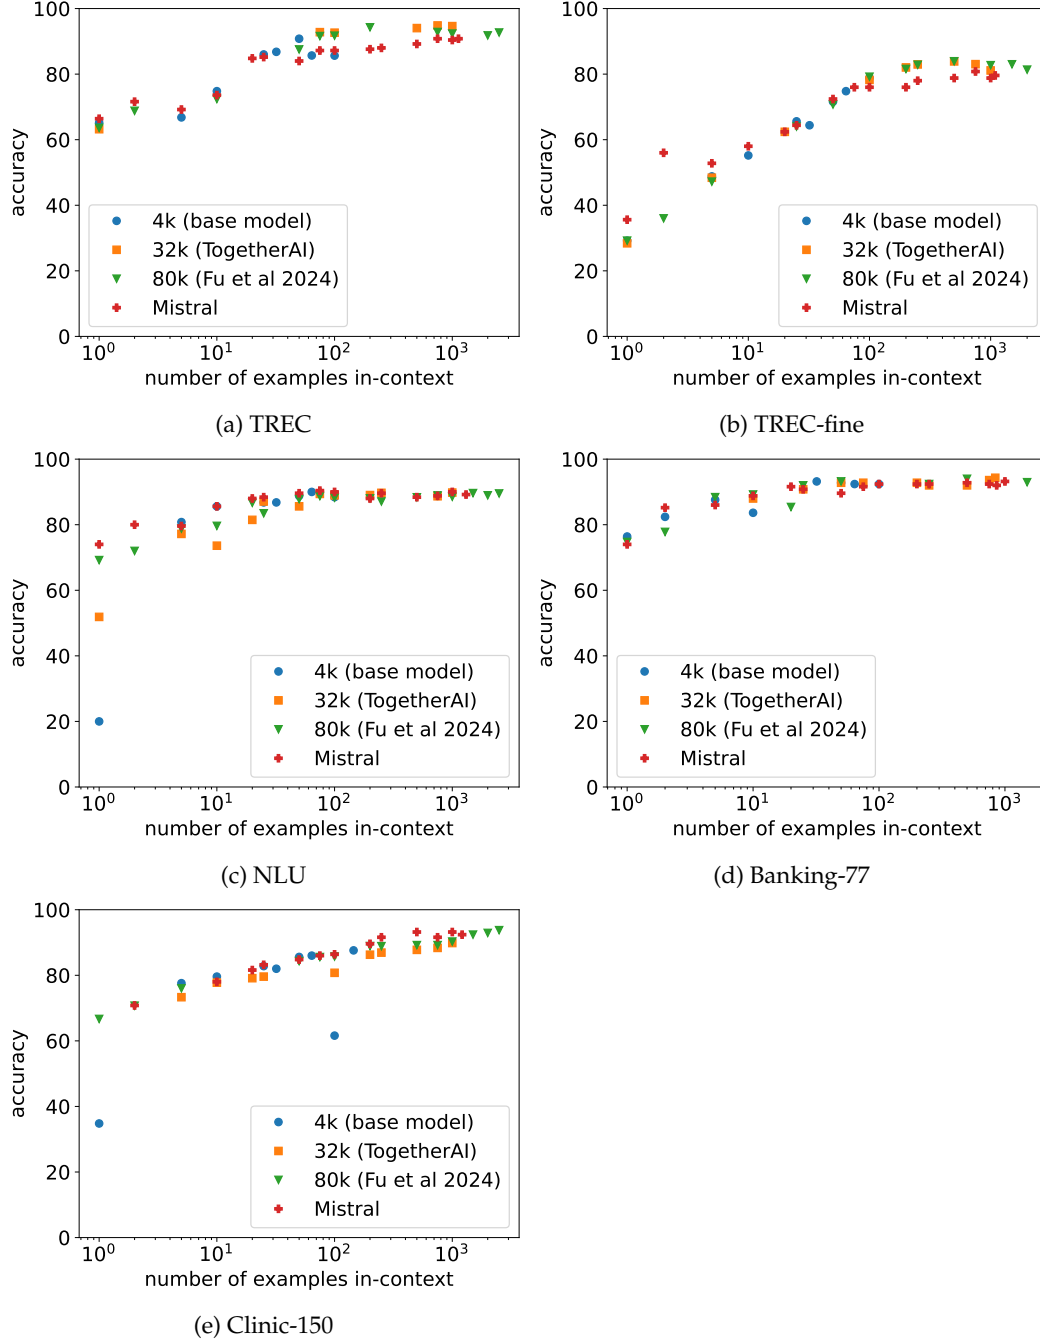 100
80
60
40
20
0
accuracy
10^0 10^1 10^2 10^3
number of examples in-context
4k (base model)
32k (TogetherAI)
80k (Fu et al 2024)
Mistral
(a) TREC
100
80
60
40
20
0
accuracy
10^0 10^1 10^2 10^3
number of examples in-context
4k (base model)
32k (TogetherAI)
80k (Fu et al 2024)
Mistral
(b) TREC-fine
100
80
60
40
20
0
accuracy
10^0 10^1 10^2 10^3
number of examples in-context
4k (base model)
32k (TogetherAI)
80k (Fu et al 2024)
Mistral
(c) NLU
100
80
60
40
20
0
accuracy
10^0 10^1 10^2 10^3
number of examples in-context
4k (base model)
32k (TogetherAI)
80k (Fu et al 2024)
Mistral
(d) Banking-77
100
80
60
40
20
0
accuracy
10^0 10^1 10^2 10^3
number of examples in-context
4k (base model)
32k (TogetherAI)
80k (Fu et al 2024)
Mistral
(e) Clinic-150